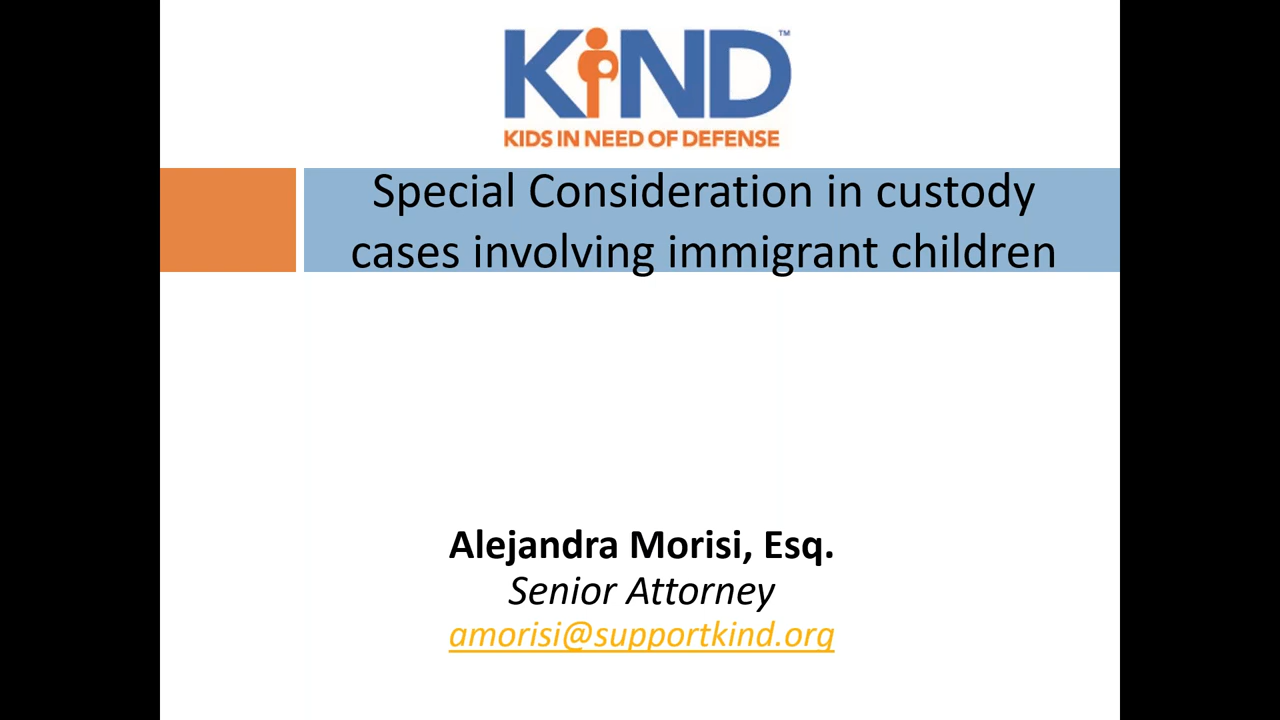 KiND™
KIDS IN NEED OF DEFENSE
Special Consideration in custody
cases involving immigrant children
Alejandra Morisi, Esq.
Senior Attorney
amorisi@supportkind.org